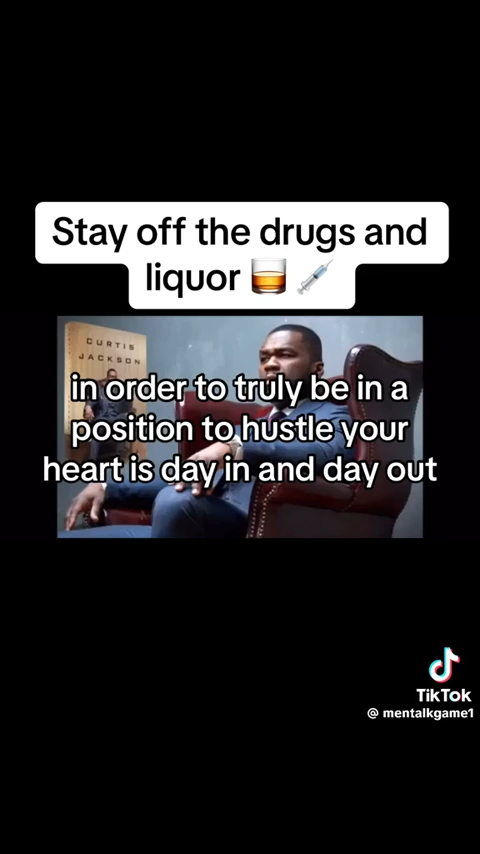 Stay off the drugs and
liquor 🥃 💉
CURTIS
JACKSON
in order to truly be in a
position to hustle your
heart is day in and day out
TikTok
@ mentalkgame1